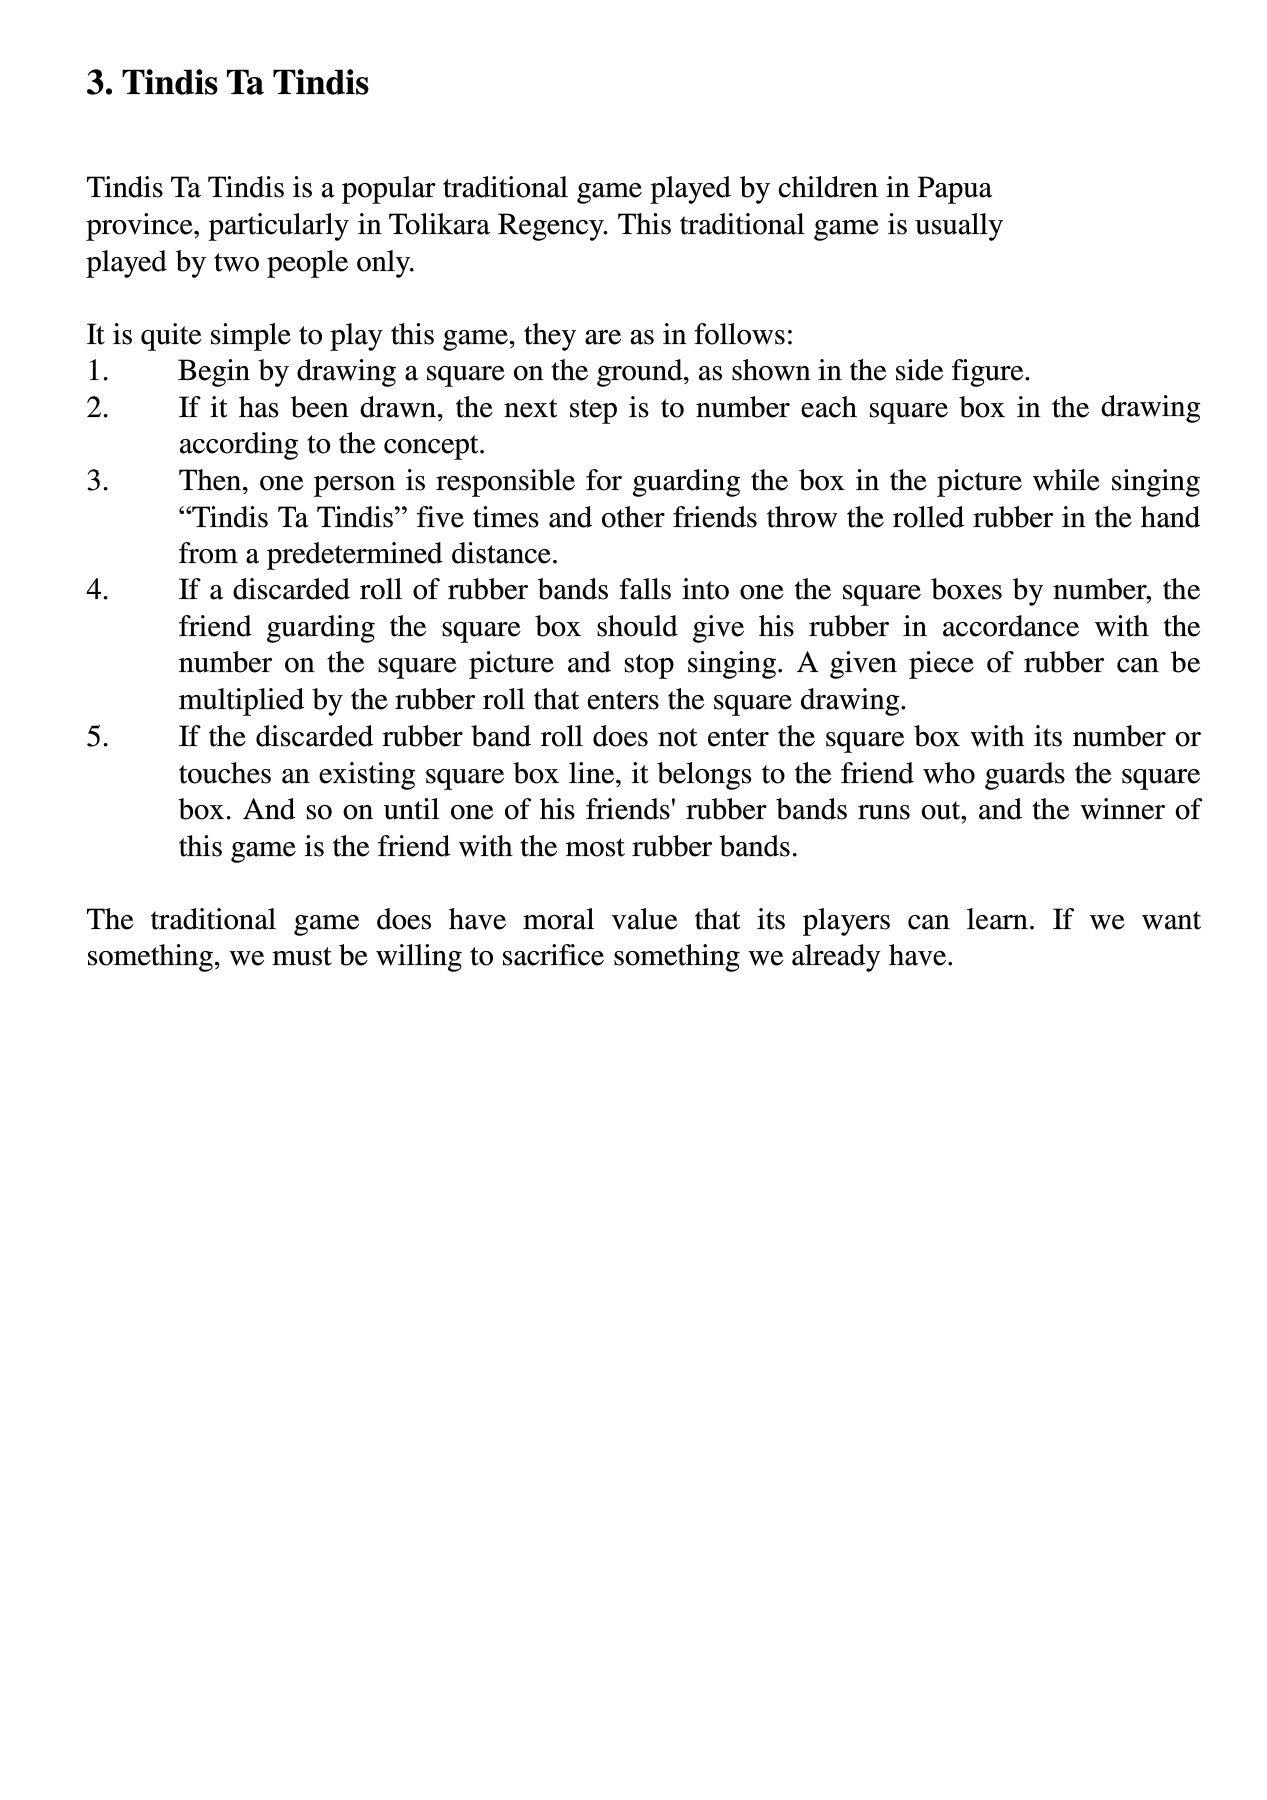 3. Tindis Ta Tindis
Tindis Ta Tindis is a popular traditional game played by children in Papua
province, particularly in Tolikara Regency. This traditional game is usually
played by two people only.
It is quite simple to play this game, they are as in follows:
1. Begin by drawing a square on the ground, as shown in the side figure.
2. If it has been drawn, the next step is to number each square box in the drawing
according to the concept.
3. Then, one person is responsible for guarding the box in the picture while singing
“Tindis Ta Tindis” five times and other friends throw the rolled rubber in the hand
from a predetermined distance.
4. If a discarded roll of rubber bands falls into one the square boxes by number, the
friend guarding the square box should give his rubber in accordance with the
number on the square picture and stop singing. A given piece of rubber can be
multiplied by the rubber roll that enters the square drawing.
5. If the discarded rubber band roll does not enter the square box with its number or
touches an existing square box line, it belongs to the friend who guards the square
box. And so on until one of his friends' rubber bands runs out, and the winner of
this game is the friend with the most rubber bands.
The traditional game does have moral value that its players can learn. If we want
something, we must be willing to sacrifice something we already have.